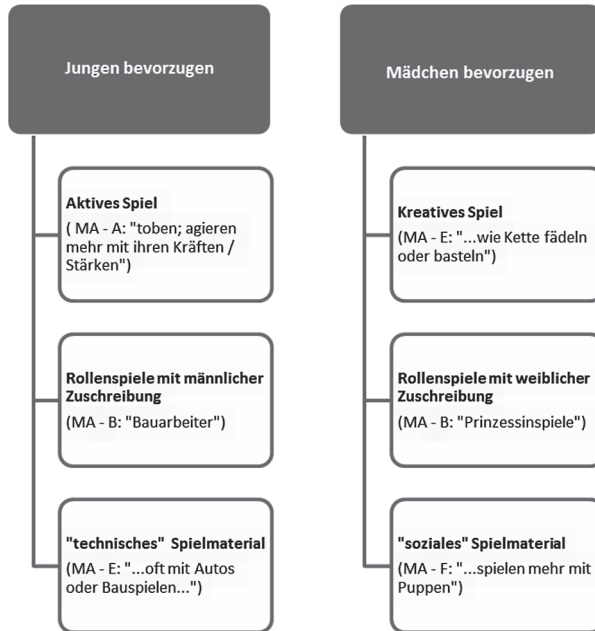 Jungen bevorzugen
Aktives Spiel
( MA - A: "toben; agieren
mehr mit ihren Kräften /
Stärken")
Rollenspiele mit männlicher
Zuschreibung
(MA - B: "Bauarbeiter")
"technisches" Spielmaterial
(MA - E: "...oft mit Autos
oder Bauspielen...")
Mädchen bevorzugen
Kreatives Spiel
(MA - E: "...wie Kette fädeln
oder basteln")
Rollenspiele mit weiblicher
Zuschreibung
(MA - B: "Prinzessinspiele")
"soziales" Spielmaterial
(MA - F: "...spielen mehr mit
Puppen")